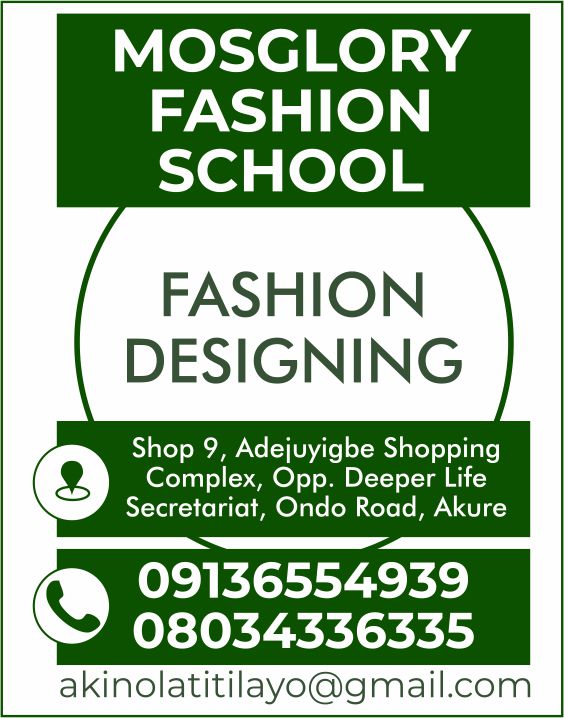 MOSGLORY
FASHION
SCHOOL
FASHION
DESIGNING
Shop 9, Adejuyigbe Shopping
Complex, Opp. Deeper Life
Secretariat, Ondo Road, Akure
09136554939
08034336335
akinolatitilayo@gmail.com